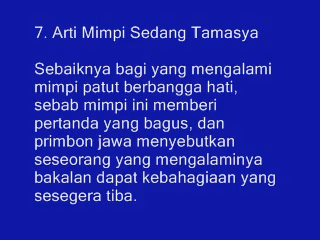 7. Arti Mimpi Sedang Tamasya
Sebaiknya bagi yang mengalami
mimpi patut berbangga hati,
sebab mimpi ini memberi
pertanda yang bagus, dan
primbon jawa menyebutkan
seseorang yang mengalaminya
bakalan dapat kebahagiaan yang
sesegera tiba.